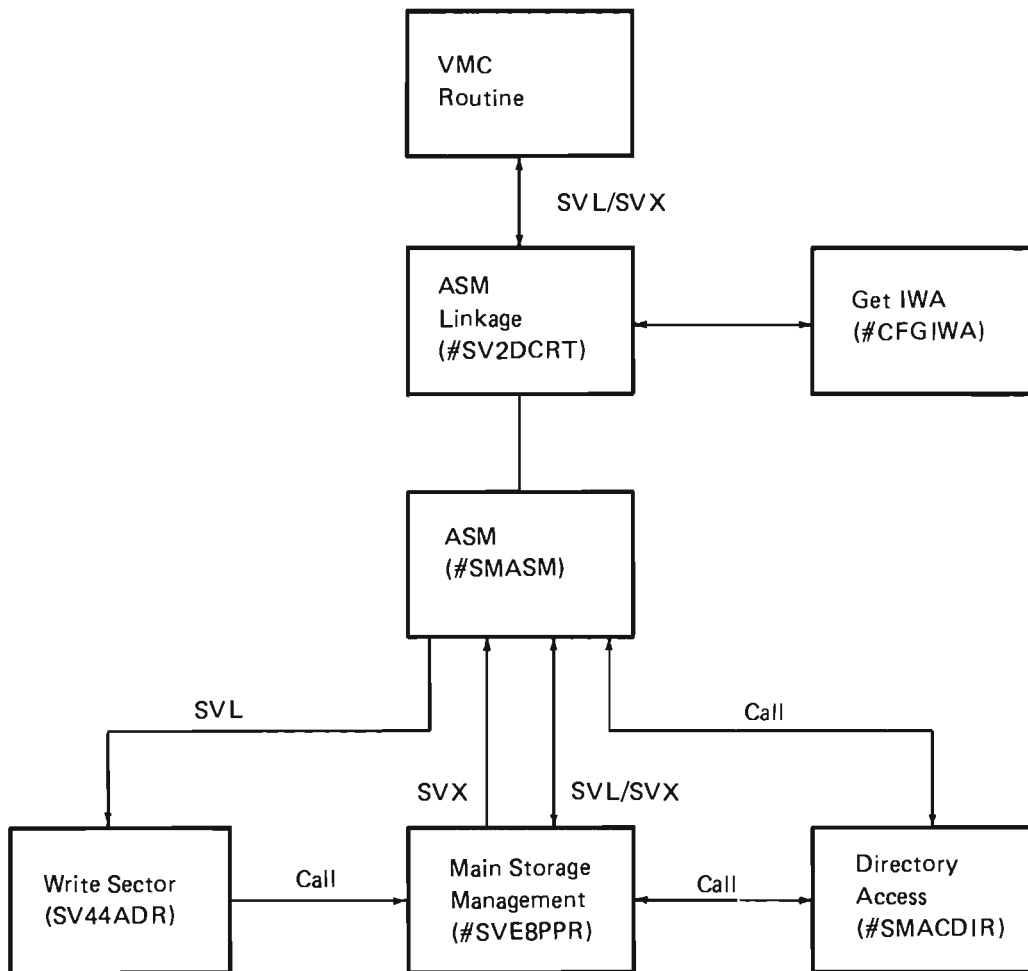 VMC
Routine
SVL/SVX
ASM
Linkage
(#SV2DCRT)
Get IWA
(#CFGIWA)
ASM
(#SMASM)
SVL
Call
SVX
SVL/SVX
Write Sector
(SV44ADR)
Call
Main Storage
Management
(#SVE8PPR)
Call
Directory
Access
(#SMACDIR)